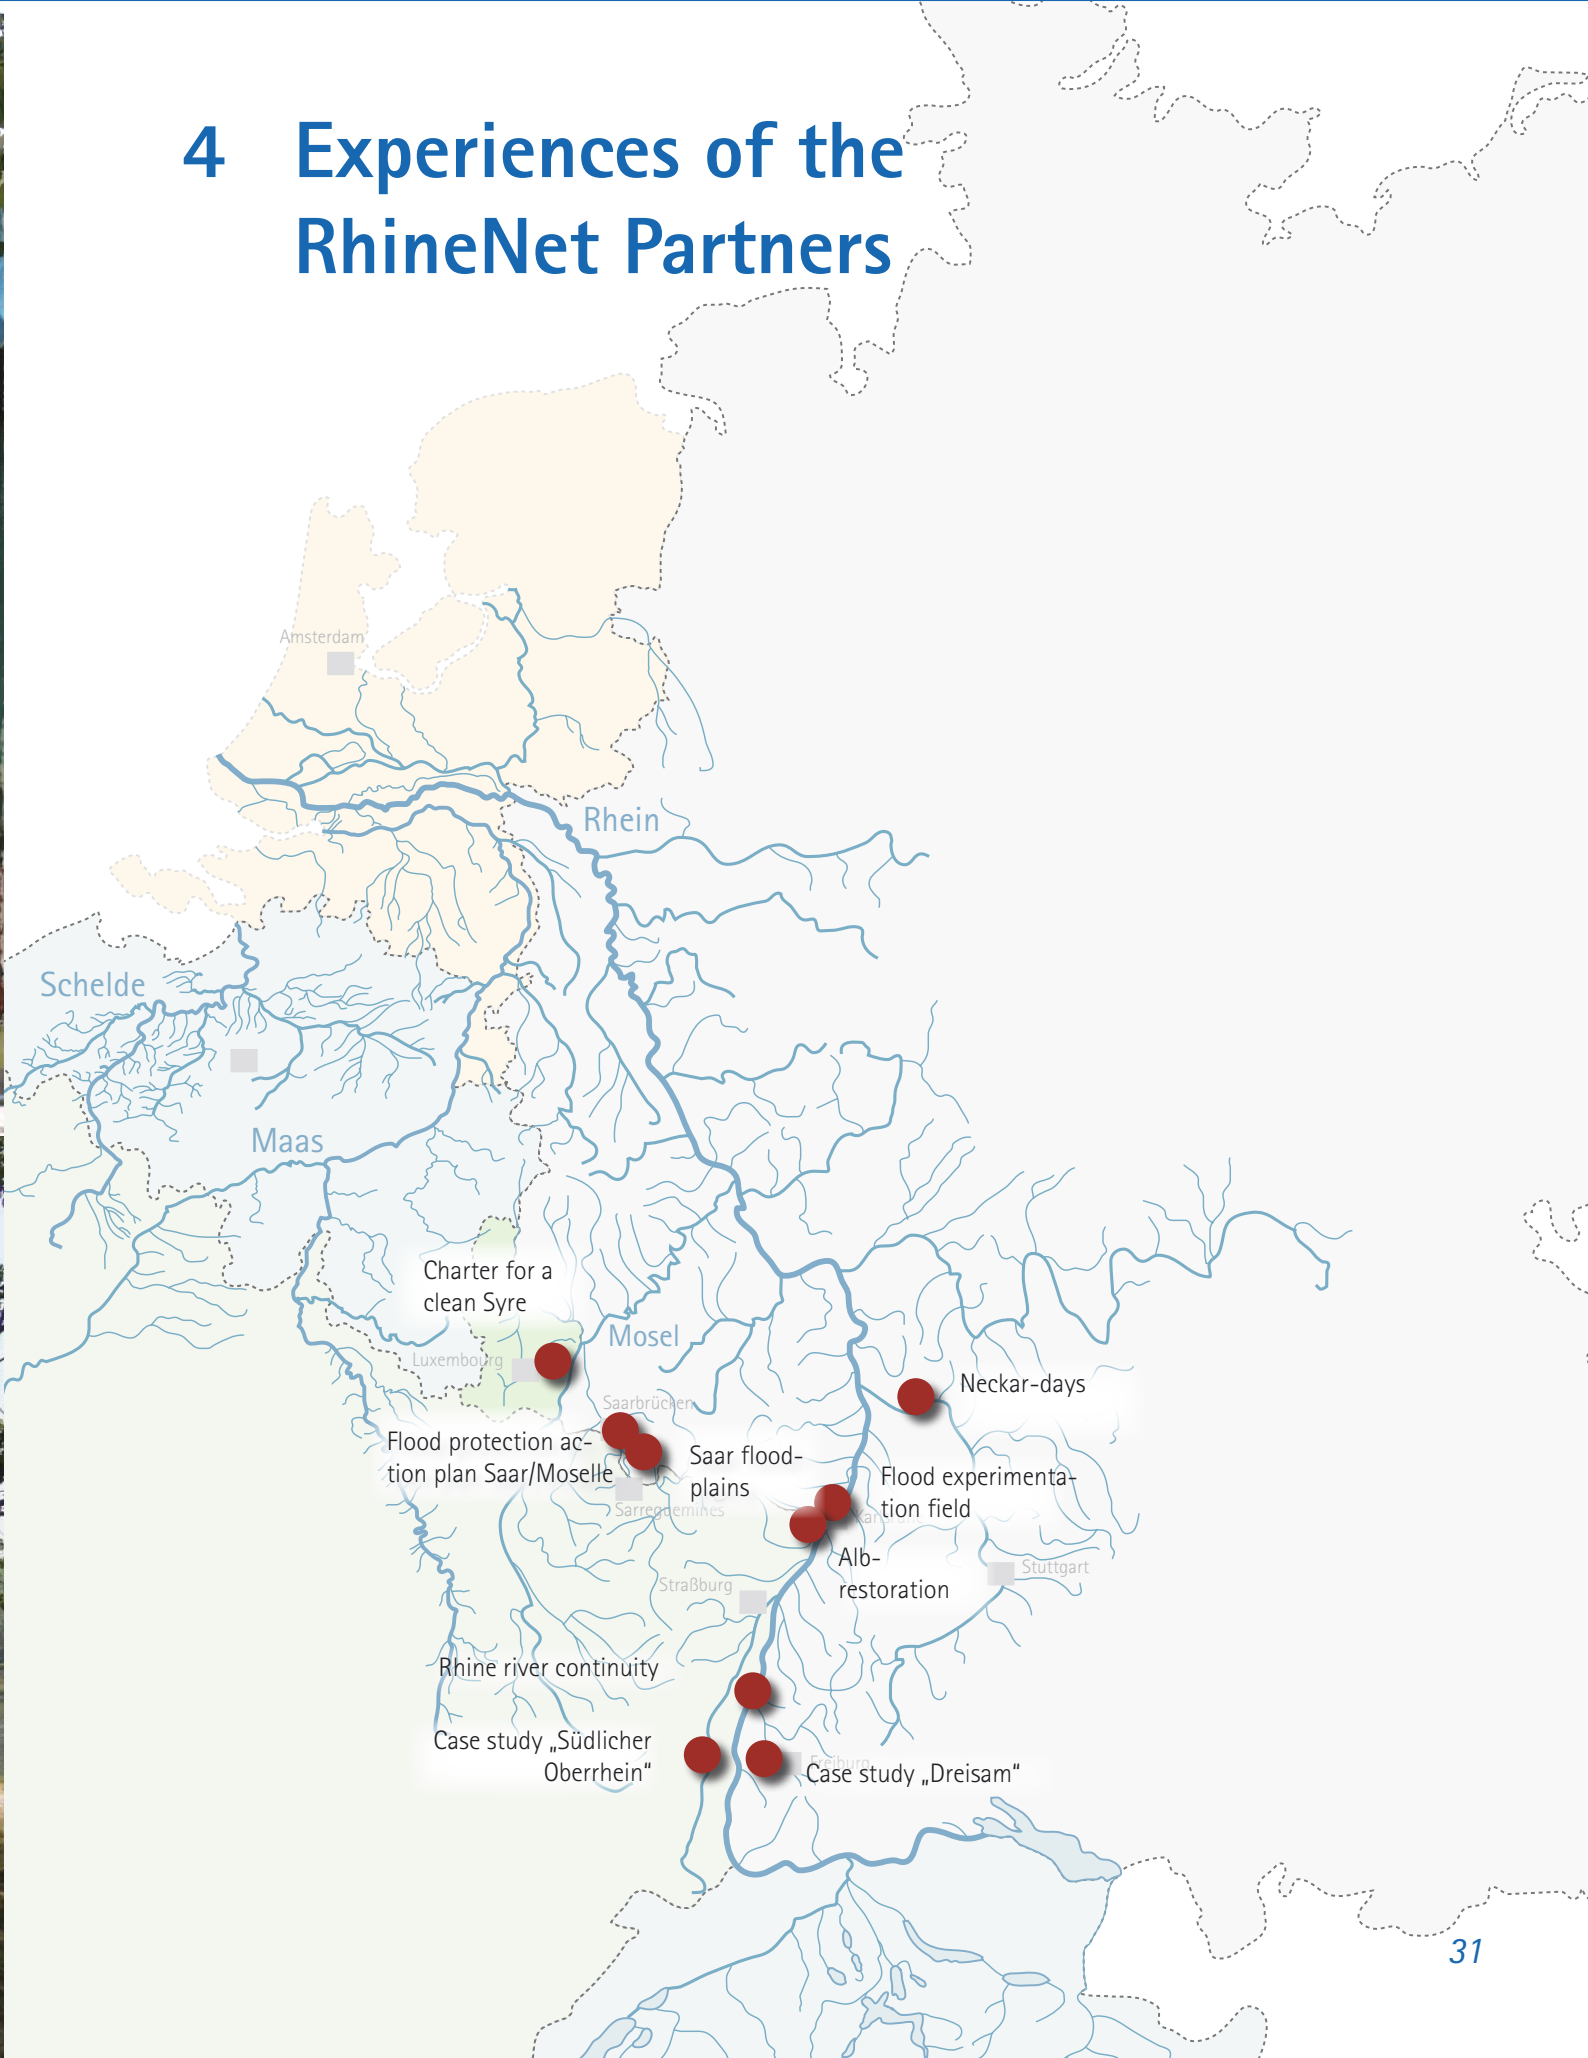 4 Experiences of the
RhineNet Partners
Amsterdam
Rhein
Schelde
Maas
Charter for a
clean Syre
Mosel
Luxembourg
Neckar-days
Saarbrücken
Flood protection ac-
tion plan Saar/Moselle
Saar flood-
plains
Flood experimenta-
tion field
Sarreguemines
Karlsruhe
Alb-
restoration
Stuttgart
Straßburg
Rhine river continuity
Case study „Südlicher
Oberrhein“
Freiburg
Case study „Dreisam“
31